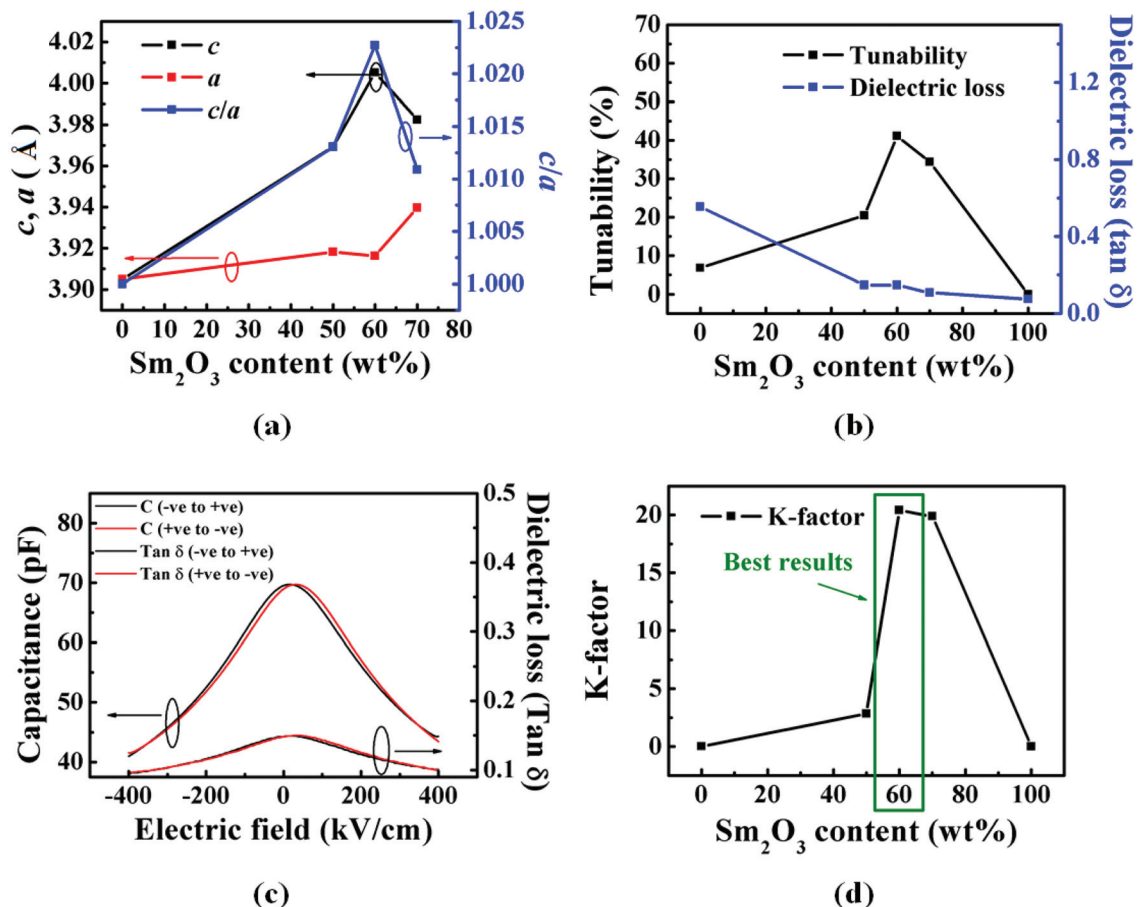 4.02
4.00
3.98
3.96
3.94
3.92
3.90
c, a ( Å )
c
a
c/a
1.025
1.020
1.015
1.010
1.005
1.000
c/a
0 10 20 30 40 50 60 70 80
Sm₂O₃ content (wt%)
(a)
70
60
50
40
30
20
10
0
Tunability (%)
Tunability
Dielectric loss
1.2
0.8
0.4
0.0
Dielectric loss (tan δ)
0 20 40 60 80 100
Sm₂O₃ content (wt%)
(b)
80
70
60
50
40
Capacitance (pF)
C (-ve to +ve)
C (+ve to -ve)
Tan δ (-ve to +ve)
Tan δ (+ve to -ve)
0.5
0.4
0.3
0.2
0.1
Dielectric loss (Tan δ)
-400 -200 0 200 400
Electric field (kV/cm)
(c)
20
15
10
5
0
K-factor
K-factor
Best results
0 20 40 60 80 100
Sm₂O₃ content (wt%)
(d)